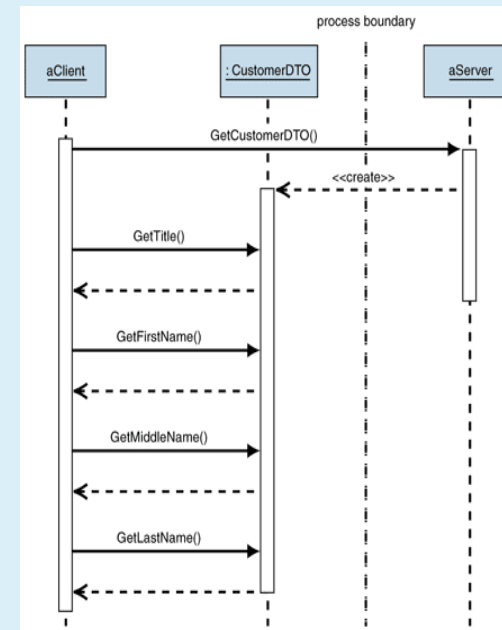 process boundary
aClient
: CustomerDTO
aServer
GetCustomerDTO()
<<create>>
GetTitle()
GetFirstName()
GetMiddleName()
GetLastName()